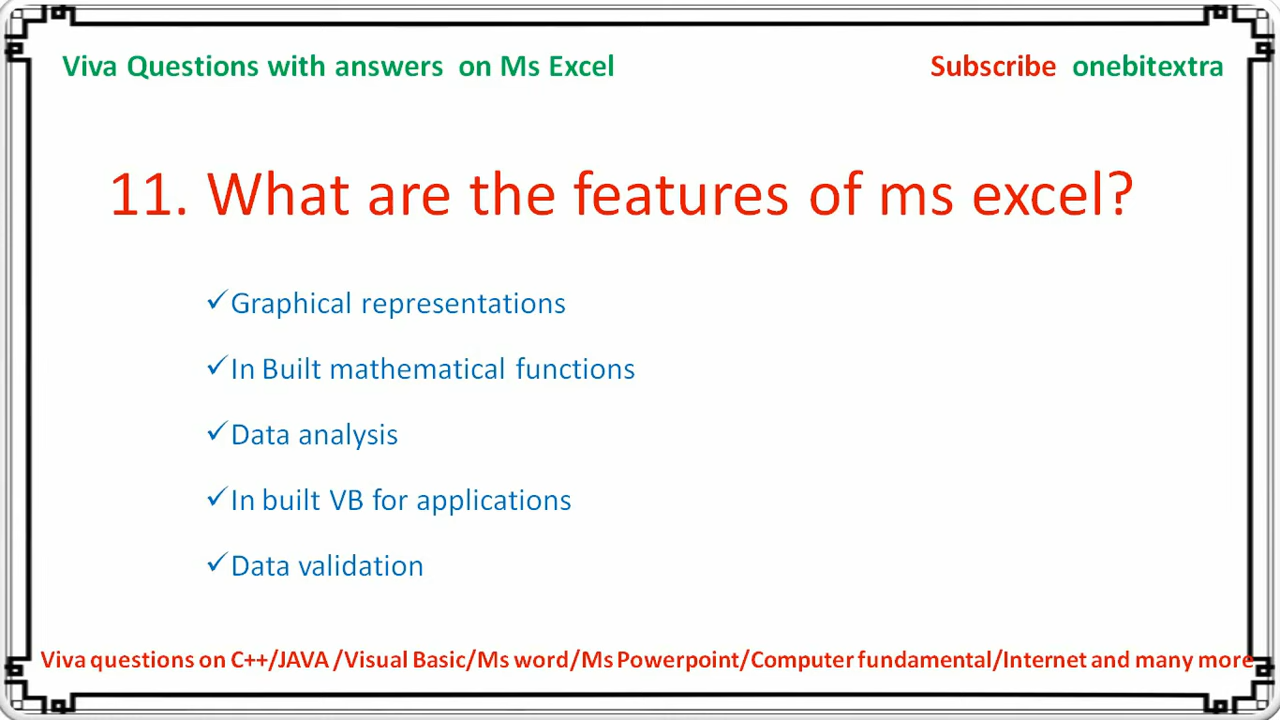 Viva Questions with answers on Ms Excel
Subscribe onebitextra
11. What are the features of ms excel?
✓Graphical representations
✓In Built mathematical functions
✓Data analysis
✓In built VB for applications
✓Data validation
Viva questions on C++/JAVA /Visual Basic/Ms word/Ms Powerpoint/Computer fundamental/Internet and many more